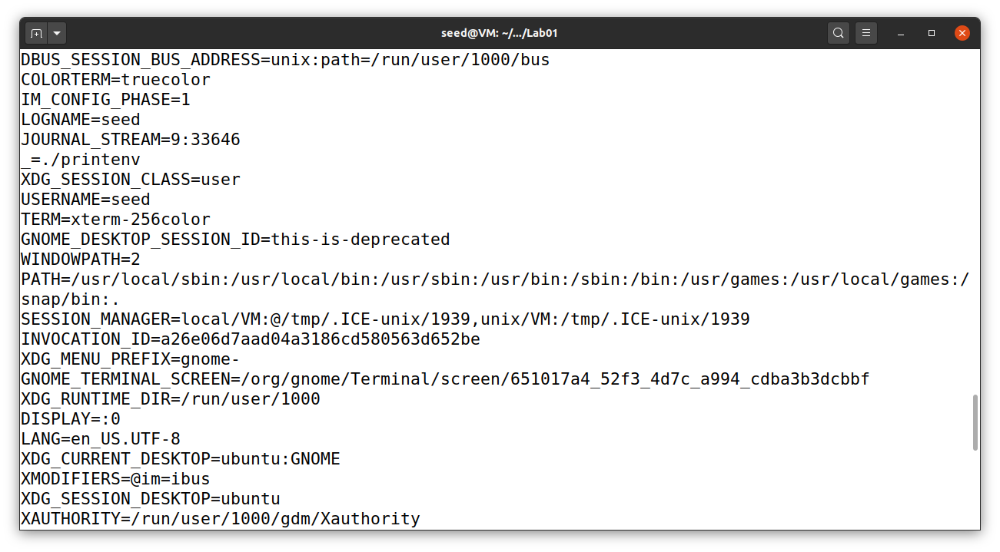 seed@VM: ~/.../Lab01
DBUS_SESSION_BUS_ADDRESS=unix:path=/run/user/1000/bus
COLORTERM=truecolor
IM_CONFIG_PHASE=1
LOGNAME=seed
JOURNAL_STREAM=9:33646
_=./printenv
XDG_SESSION_CLASS=user
USERNAME=seed
TERM=xterm-256color
GNOME_DESKTOP_SESSION_ID=this-is-deprecated
WINDOWPATH=2
PATH=/usr/local/sbin:/usr/local/bin:/usr/sbin:/usr/bin:/sbin:/bin:/usr/games:/usr/local/games:/
snap/bin:.
SESSION_MANAGER=local/VM:@/tmp/.ICE-unix/1939,unix/VM:/tmp/.ICE-unix/1939
INVOCATION_ID=a26e06d7aad04a3186cd580563d652be
XDG_MENU_PREFIX=gnome-
GNOME_TERMINAL_SCREEN=/org/gnome/Terminal/screen/651017a4_52f3_4d7c_a994_cdba3b3dcbbf
XDG_RUNTIME_DIR=/run/user/1000
DISPLAY=:0
LANG=en_US.UTF-8
XDG_CURRENT_DESKTOP=ubuntu:GNOME
XMODIFIERS=@im=ibus
XDG_SESSION_DESKTOP=ubuntu
XAUTHORITY=/run/user/1000/gdm/Xauthority